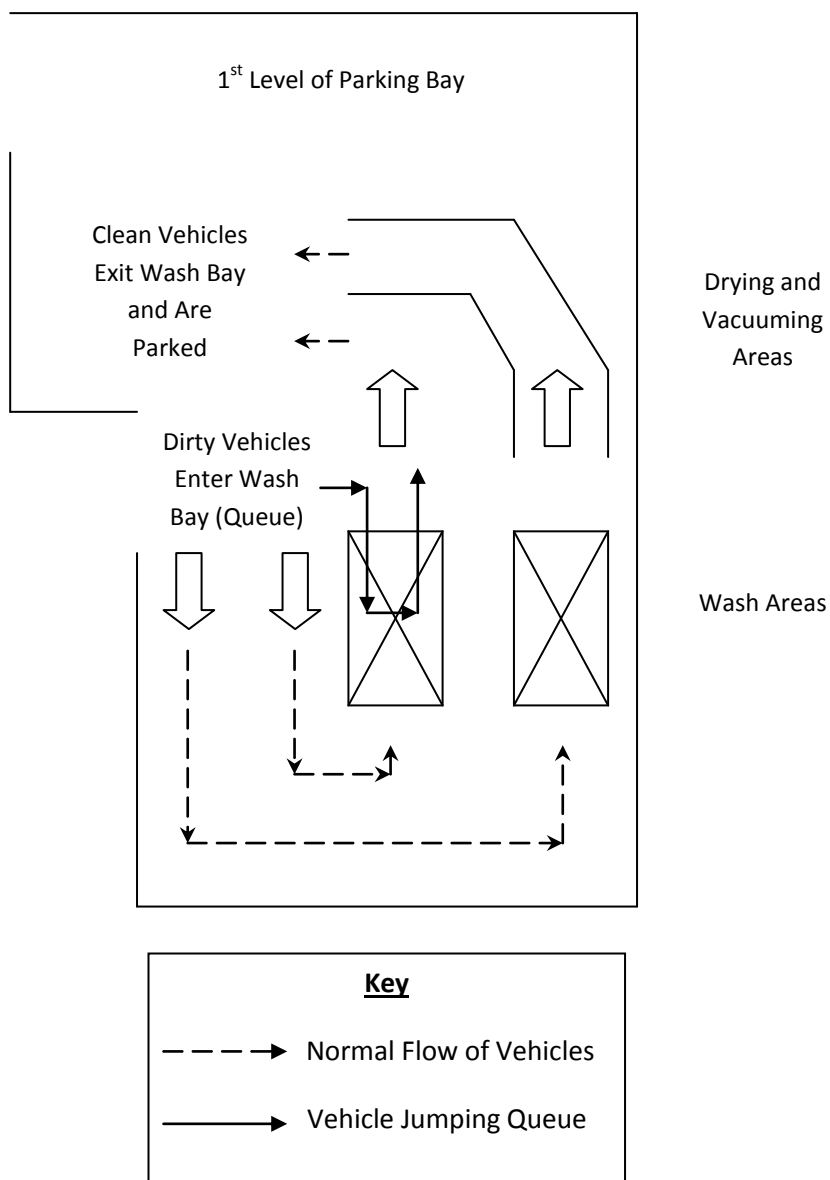 1st Level of Parking Bay
Clean Vehicles
Exit Wash Bay
and Are
Parked
Drying and
Vacuuming
Areas
Dirty Vehicles
Enter Wash
Bay (Queue)
Wash Areas
Key
Normal Flow of Vehicles
Vehicle Jumping Queue